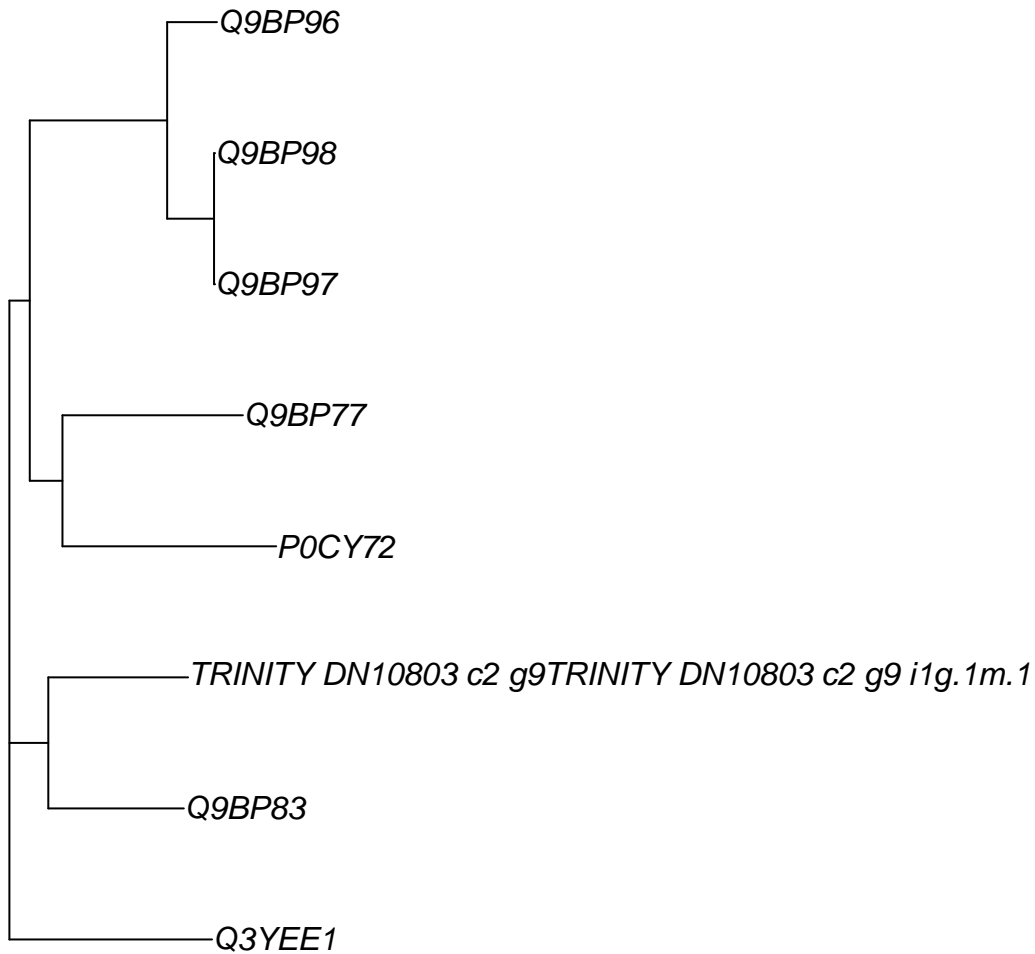 Q9BP96
Q9BP98
Q9BP97
Q9BP77
P0CY72
TRINITY DN10803 c2 g9TRINITY DN10803 c2 g9 i1g.1m.1
Q9BP83
Q3YEE1